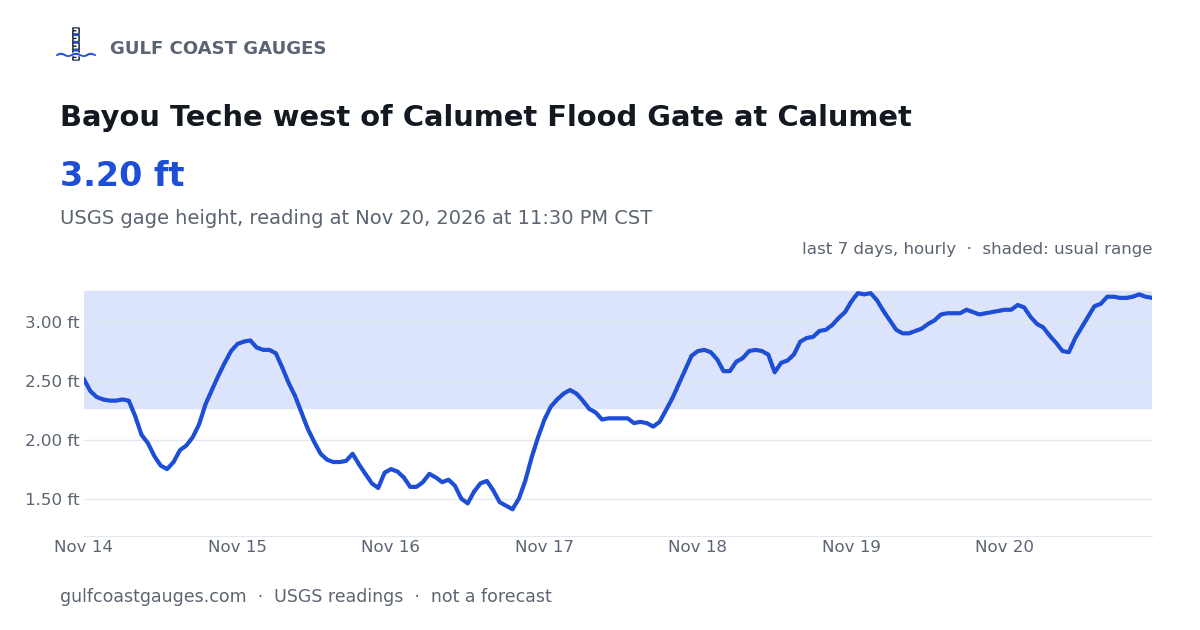 GULF COAST GAUGES
Bayou Teche west of Calumet Flood Gate at Calumet
3.20 ft
USGS gage height, reading at Nov 20, 2026 at 11:30 PM CST
last 7 days, hourly · shaded: usual range
3.00 ft
2.50 ft
2.00 ft
1.50 ft
Nov 14 Nov 15 Nov 16 Nov 17 Nov 18 Nov 19 Nov 20
gulfcoastgauges.com · USGS readings · not a forecast